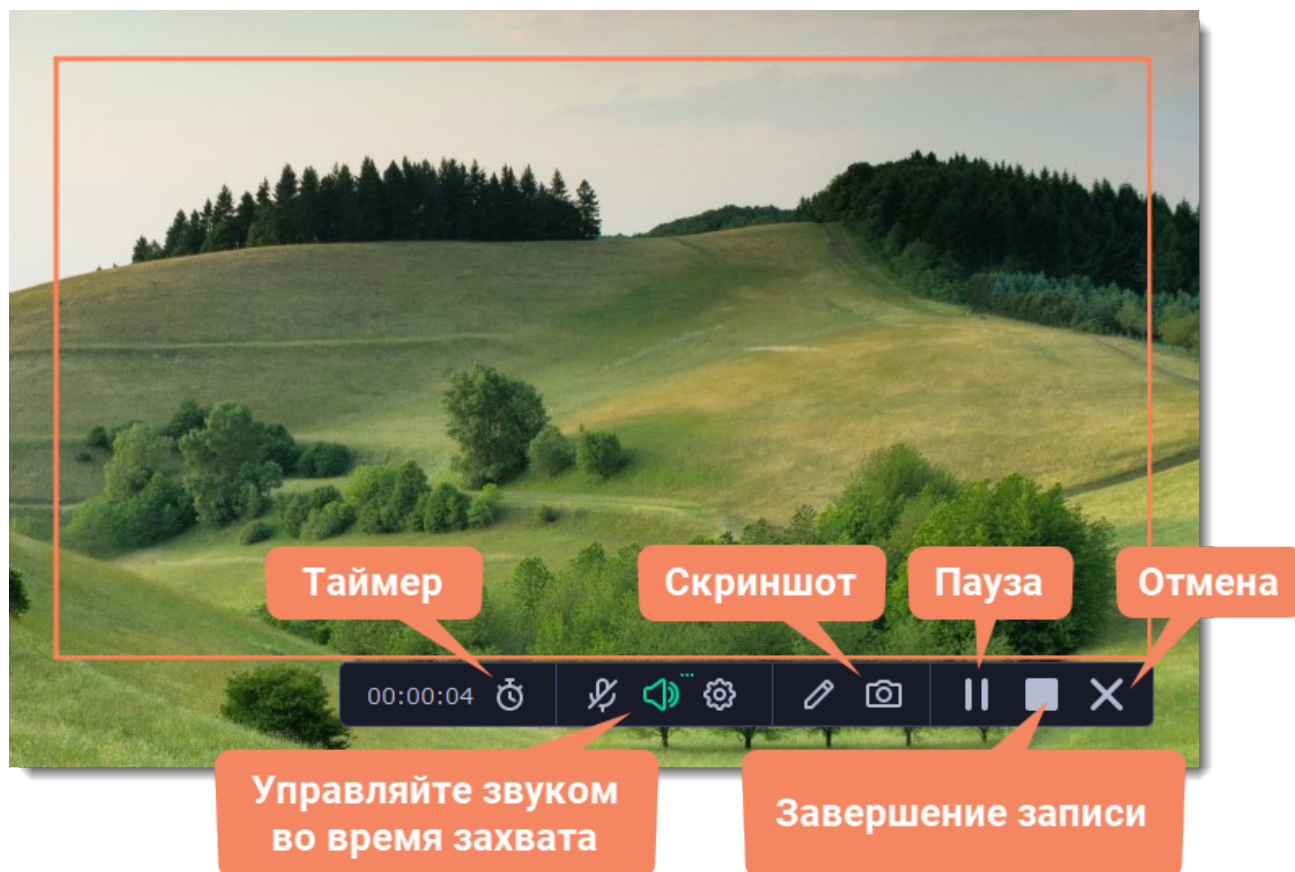 Таймер
Скриншот
Пауза
Отмена
00:00:04
Управляйте звуком
во время захвата
Завершение записи